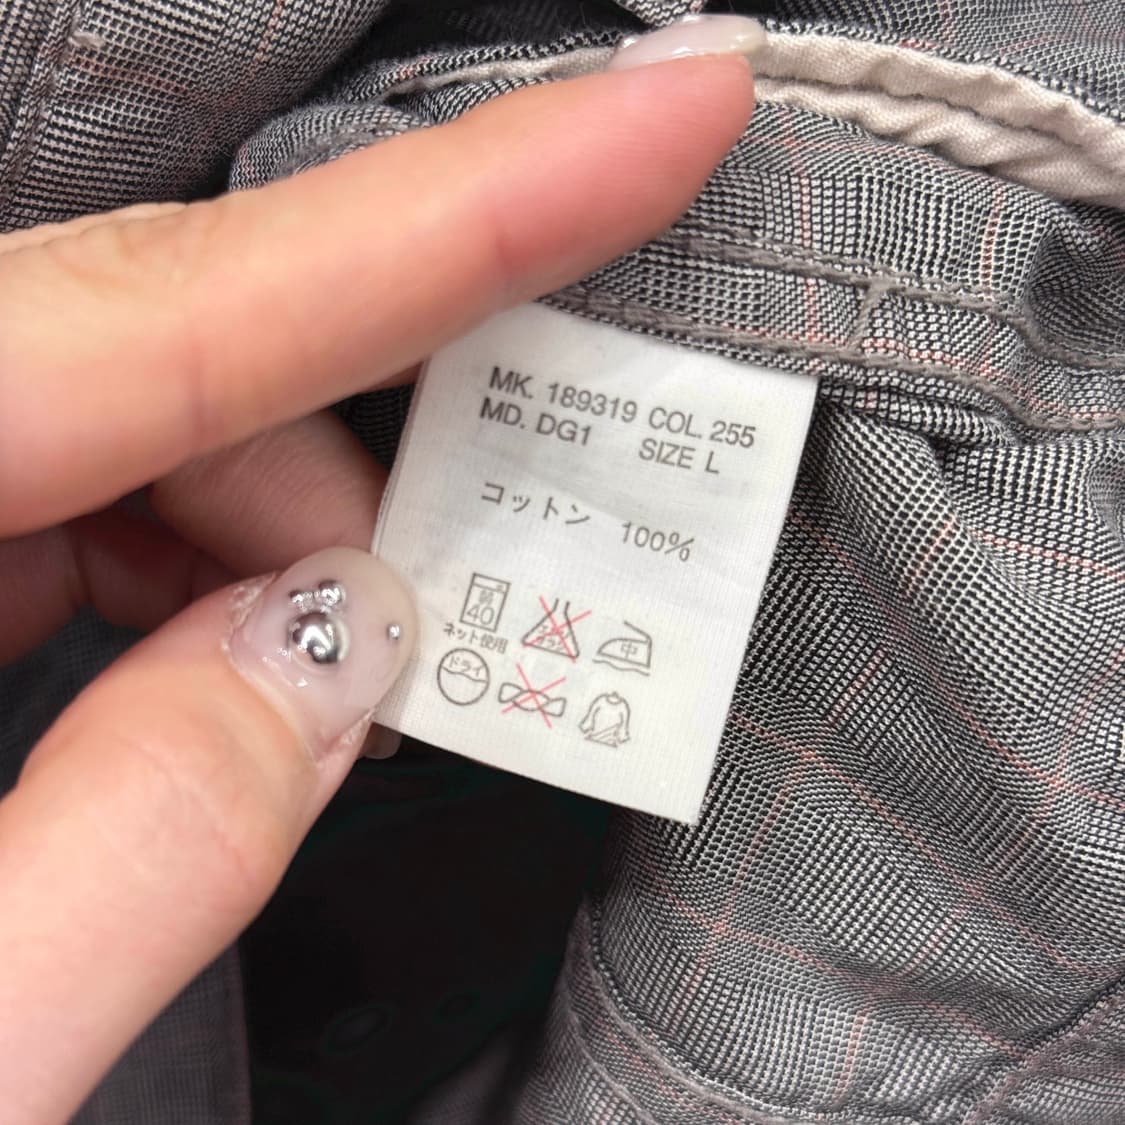 MK. 189319 COL. 255
MD. DG1 SIZE L
コットン 100%
弱 40 中
ネット使用
ドライ